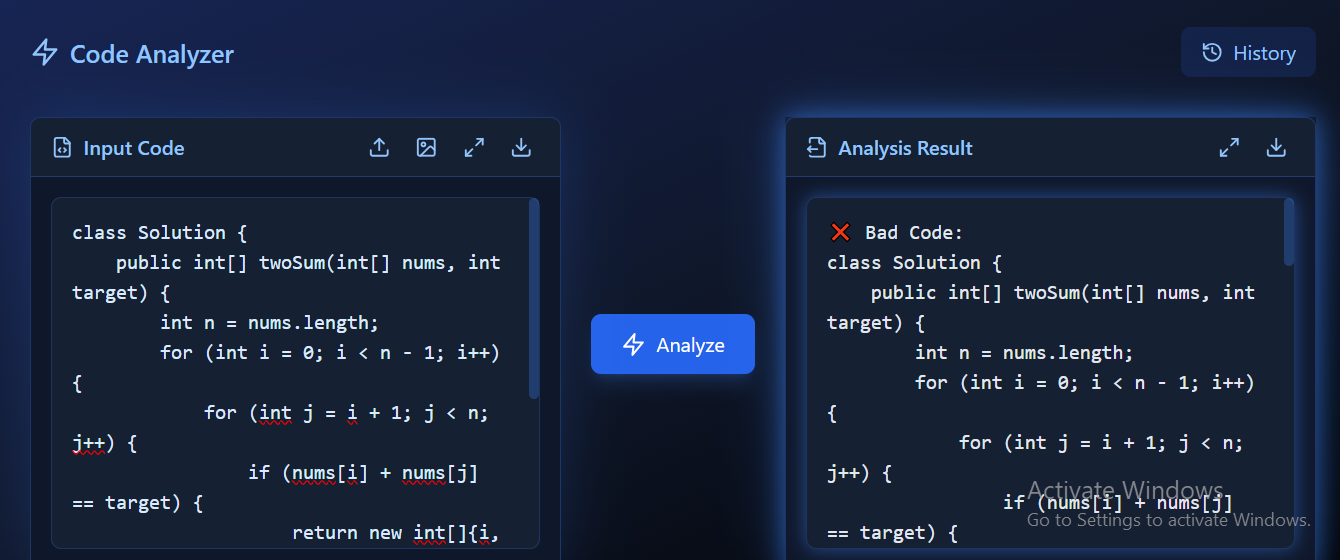 Code Analyzer
History
Input Code
class Solution {
    public int[] twoSum(int[] nums, int
target) {
        int n = nums.length;
        for (int i = 0; i < n - 1; i++)
{
            for (int j = i + 1; j < n;
j++) {
                if (nums[i] + nums[j]
== target) {
                    return new int[]{i,
Analyze
Analysis Result
❌ Bad Code:
class Solution {
    public int[] twoSum(int[] nums, int
target) {
        int n = nums.length;
        for (int i = 0; i < n - 1; i++)
{
            for (int j = i + 1; j < n;
j++) {
                if (nums[i] + nums[j]
== target) {
Activate Windows
Go to Settings to activate Windows.